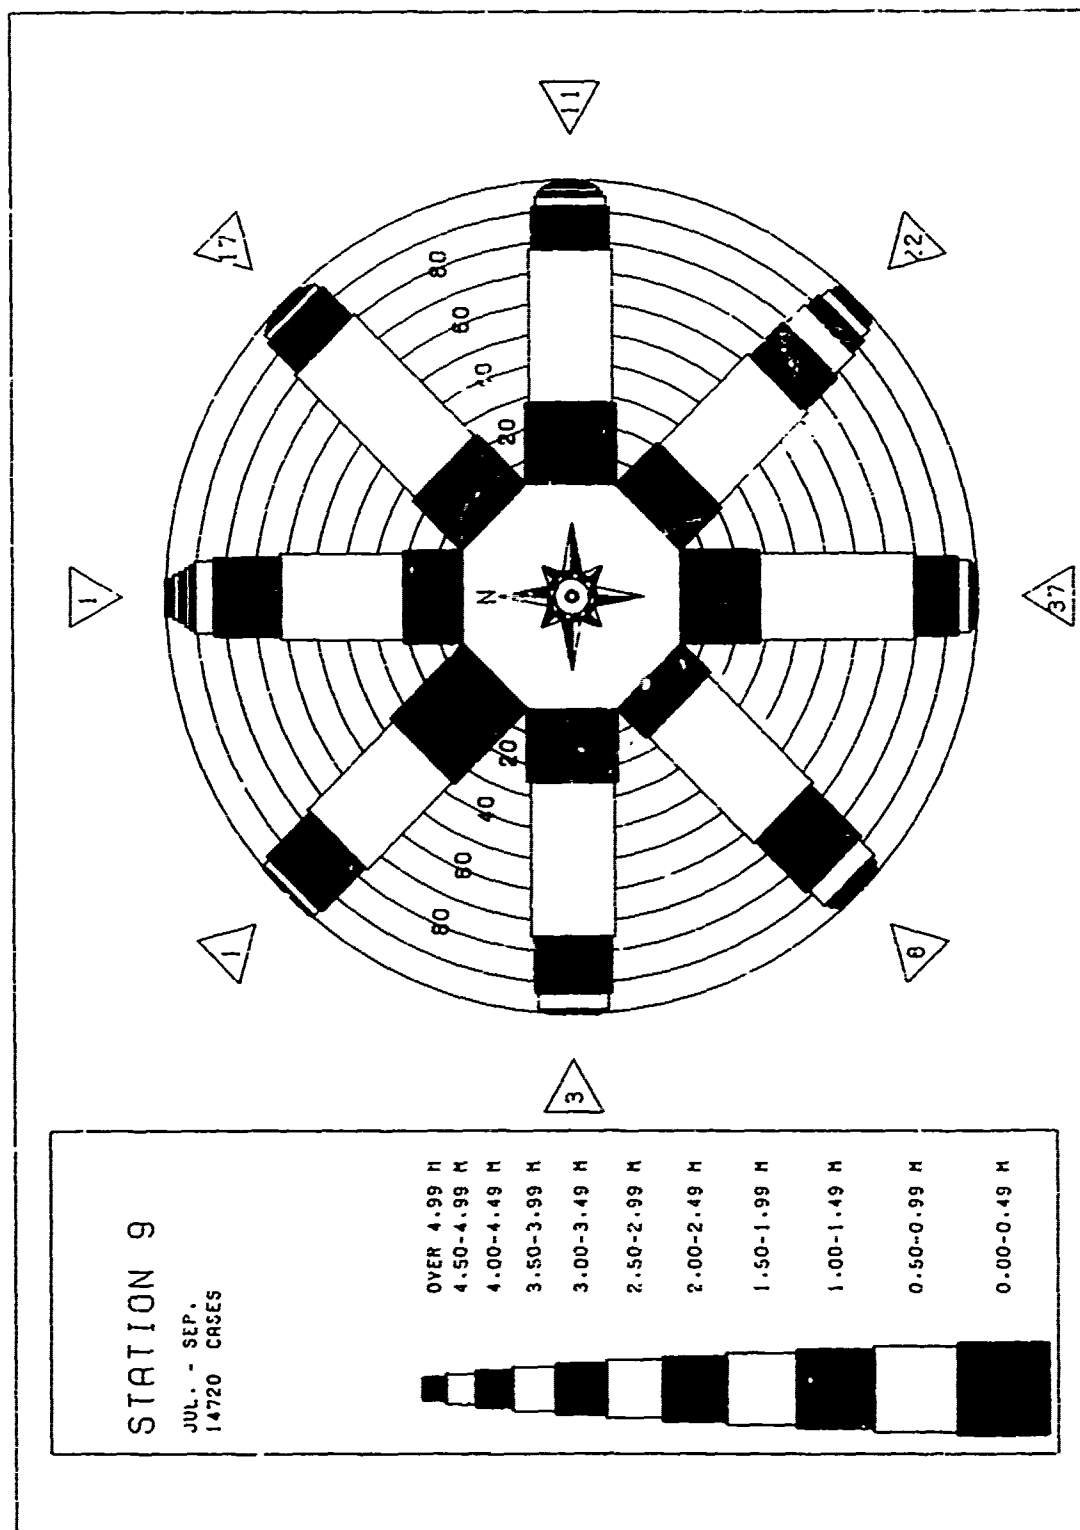 STATION 9
JUL. - SEP.
14720 CASES
OVER 4.99 M
4.50-4.99 M
4.00-4.49 M
3.50-3.99 M
3.00-3.49 M
2.50-2.99 M
2.00-2.49 M
1.50-1.99 M
1.00-1.49 M
0.50-0.99 M
0.00-0.49 M
3
1
8
1
37
17
22
11
N
20
40
60
80
20
40
60
80